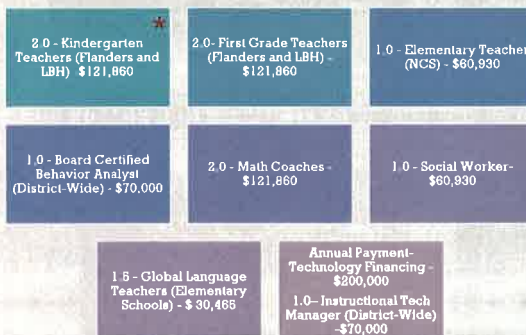 *
2.0 - Kindergarten
Teachers (Flanders and
LBH) $121,860
2.0- First Grade Teachers
(Flanders and LBH) -
$121,860
1.0 - Elementary Teacher
(NCS) - $60,930
1.0 - Board Certified
Behavior Analyst
(District-Wide) - $70,000
2.0 - Math Coaches -
$121,860
1.0 - Social Worker-
$60,930
1.5 - Global Language
Teachers (Elementary
Schools) - $ 30,465
Annual Payment-
Technology Financing -
$200,000
1.0– Instructional Tech
Manager (District-Wide)
-$70,000